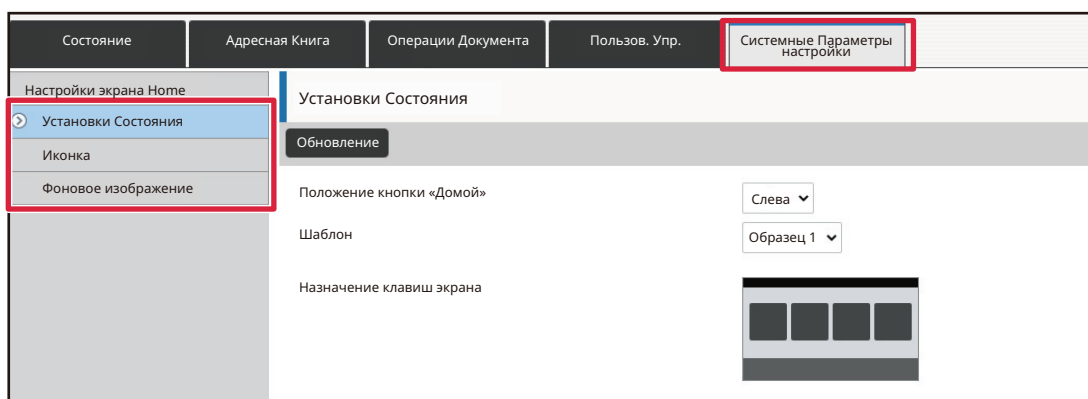 Состояние
Адресная Книга
Операции Документа
Пользов. Упр.
Системные Параметры
настройки
Настройки экрана Home
Установки Состояния
Иконка
Фоновое изображение
Установки Состояния
Обновление
Положение кнопки «Домой»
Слева
Шаблон
Образец 1
Назначение клавиш экрана